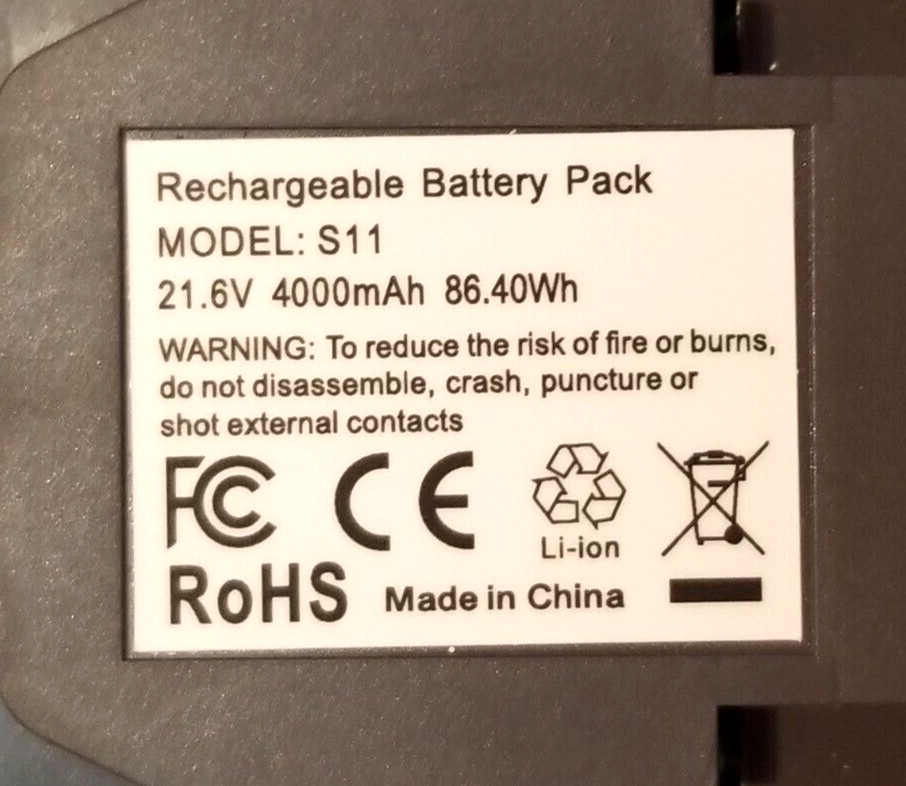 Rechargeable Battery Pack
MODEL: S11
21.6V 4000mAh 86.40Wh
WARNING: To reduce the risk of fire or burns,
do not disassemble, crash, puncture or
shot external contacts
FC CE
Li-ion
RoHS Made in China